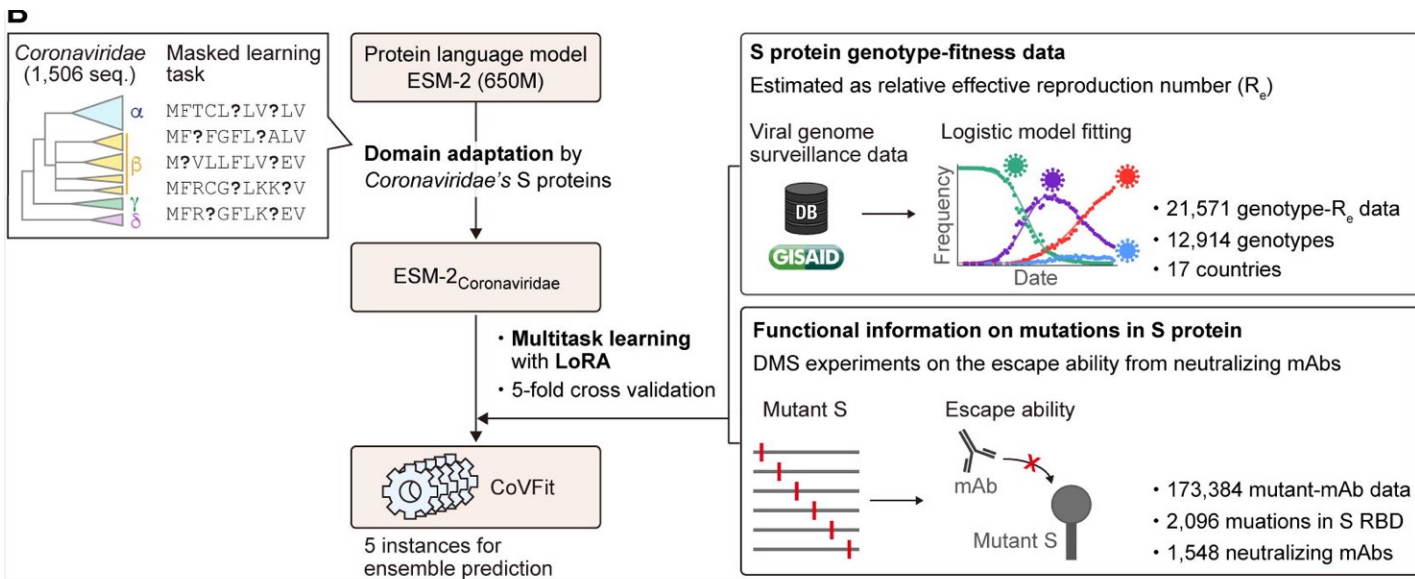 B
Coronaviridae
(1,506 seq.)
Masked learning
task
α
β
γ
δ
MFTCL?LV?LV
MF?FGFL?ALV
M?VLLFLV?EV
MFRCG?LKK?V
MFR?GFLK?EV
Protein language model
ESM-2 (650M)
Domain adaptation by
Coronaviridae's S proteins
ESM-2Coronaviridae
• Multitask learning
with LoRA
• 5-fold cross validation
CoVFit
5 instances for
ensemble prediction
S protein genotype-fitness data
Estimated as relative effective reproduction number (Re)
Viral genome
surveillance data
DB
GISAID
Logistic model fitting
Frequency
Date
• 21,571 genotype-Re data
• 12,914 genotypes
• 17 countries
Functional information on mutations in S protein
DMS experiments on the escape ability from neutralizing mAbs
Mutant S
Escape ability
mAb
Mutant S
• 173,384 mutant-mAb data
• 2,096 muations in S RBD
• 1,548 neutralizing mAbs